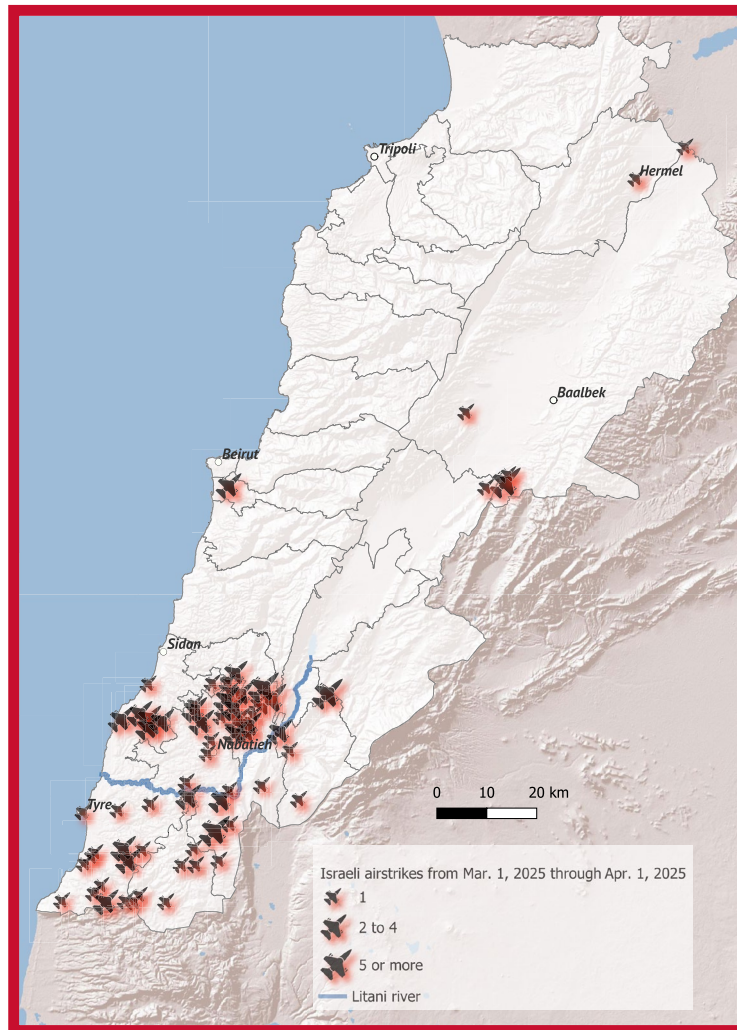 Tripoli
Hermel
Baalbek
Beirut
Sidon
Nabatieh
Tyre
0 10 20 km
Israeli airstrikes from Mar. 1, 2025 through Apr. 1, 2025
1
2 to 4
5 or more
Litani river